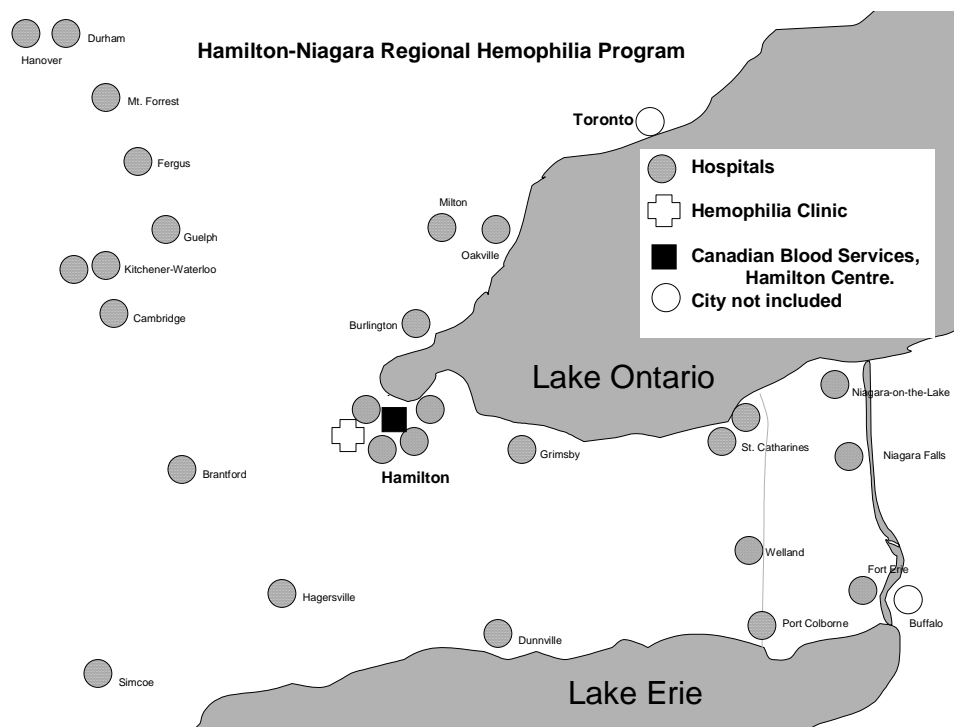 Durham
Hanover
Hamilton-Niagara Regional Hemophilia Program
Mt. Forrest
Toronto
Fergus
Hospitals
Milton
Hemophilia Clinic
Guelph
Oakville
Canadian Blood Services,
Hamilton Centre.
Kitchener-Waterloo
City not included
Cambridge
Burlington
Lake Ontario
Niagara-on-the-Lake
St. Catharines
Grimsby
Niagara Falls
Brantford
Hamilton
Welland
Fort Erie
Hagersville
Port Colborne
Buffalo
Dunnville
Simcoe
Lake Erie